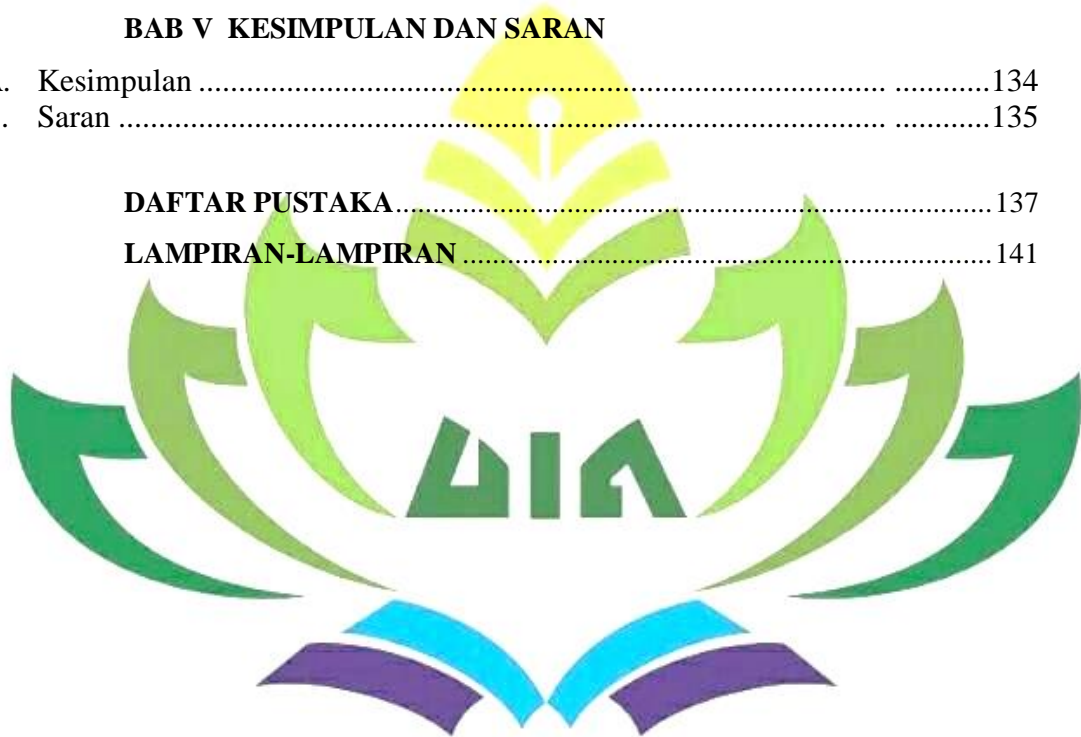 BAB V KESIMPULAN DAN SARAN
A. Kesimpulan ...................................................................................... ............134
. Saran ................................................................................................ ............135
DAFTAR PUSTAKA..........................................................................137
LAMPIRAN-LAMPIRAN..................................................................141